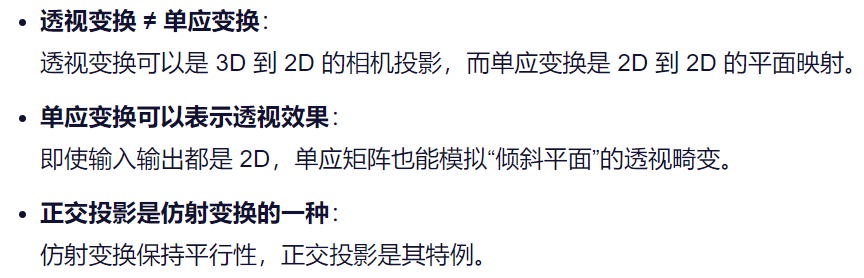 • 透视变换 ≠ 单应变换：
透视变换可以是 3D 到 2D 的相机投影，而单应变换是 2D 到 2D 的平面映射。
• 单应变换可以表示透视效果：
即使输入输出都是 2D，单应矩阵也能模拟“倾斜平面”的透视畸变。
• 正交投影是仿射变换的一种：
仿射变换保持平行性，正交投影是其特例。